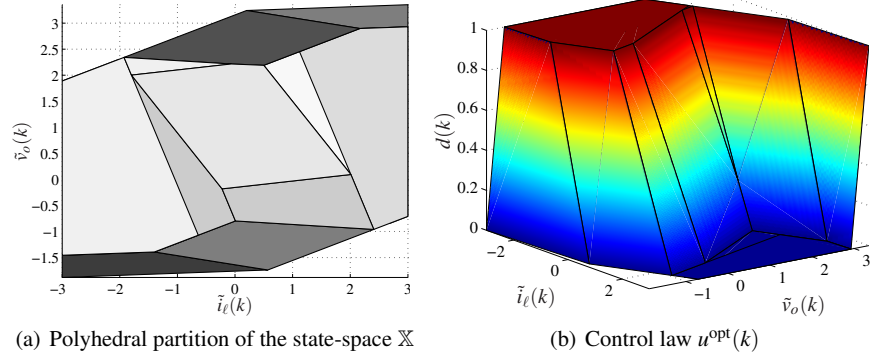 3
2.5
2
1.5
1
0.5
0
−0.5
−1
−1.5
ṽₒ(k)
−3 −2 −1 0 1 2 3
ĩ_ℓ(k)
(a) Polyhedral partition of the state-space 𝕏
1
0.8
0.6
0.4
0.2
0
d(k)
−2
0
2
ĩ_ℓ(k)
−1 0 1 2 3
ṽₒ(k)
(b) Control law u^opt(k)